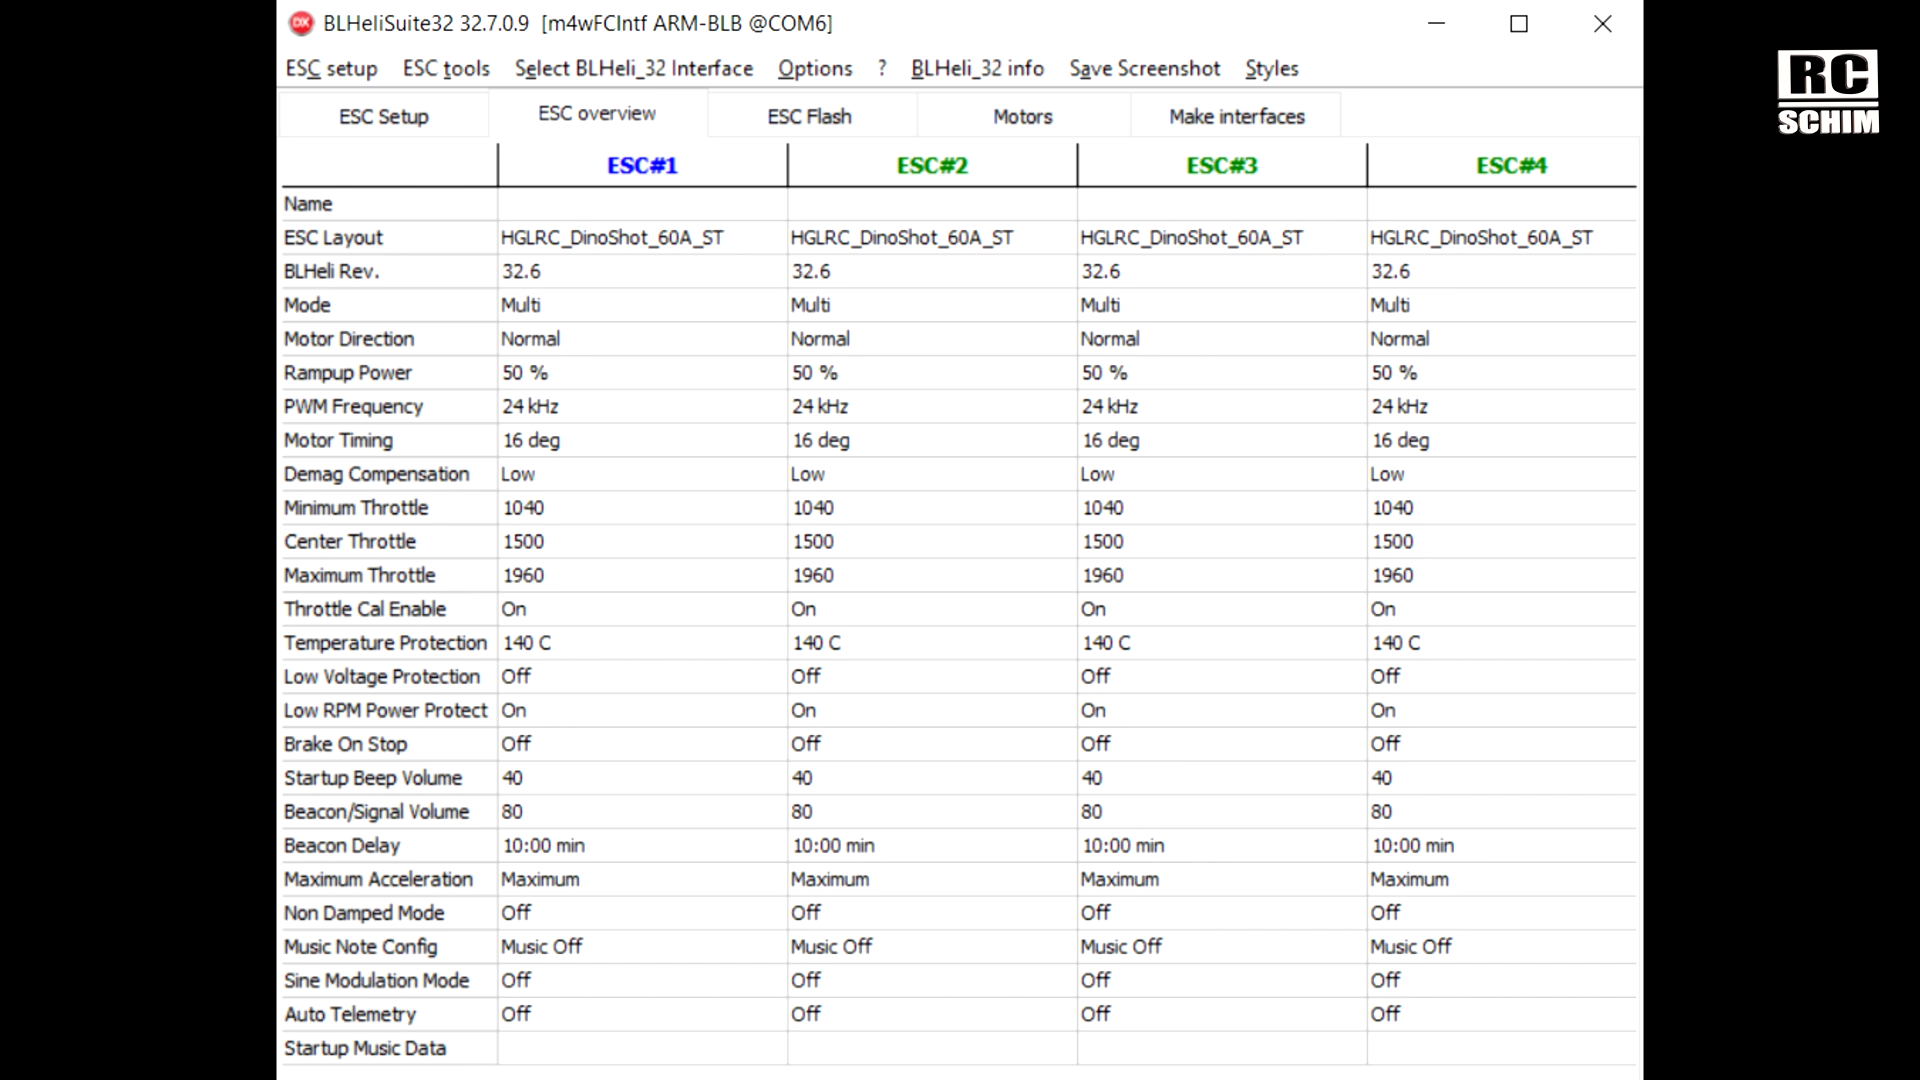 BLHeliSuite32 32.7.0.9 [m4wFCIntf ARM-BLB @COM6]
RC
SCHIM
ESC setup ESC tools Select BLHeli_32 Interface Options ? BLHeli_32 info Save Screenshot Styles
ESC Setup ESC overview ESC Flash Motors Make interfaces
ESC#1 ESC#2 ESC#3 ESC#4
Name
ESC Layout HGLRC_DinoShot_60A_ST HGLRC_DinoShot_60A_ST HGLRC_DinoShot_60A_ST HGLRC_DinoShot_60A_ST
BLHeli Rev. 32.6 32.6 32.6 32.6
Mode Multi Multi Multi Multi
Motor Direction Normal Normal Normal Normal
Rampup Power 50 % 50 % 50 % 50 %
PWM Frequency 24 kHz 24 kHz 24 kHz 24 kHz
Motor Timing 16 deg 16 deg 16 deg 16 deg
Demag Compensation Low Low Low Low
Minimum Throttle 1040 1040 1040 1040
Center Throttle 1500 1500 1500 1500
Maximum Throttle 1960 1960 1960 1960
Throttle Cal Enable On On On On
Temperature Protection 140 C 140 C 140 C 140 C
Low Voltage Protection Off Off Off Off
Low RPM Power Protect On On On On
Brake On Stop Off Off Off Off
Startup Beep Volume 40 40 40 40
Beacon/Signal Volume 80 80 80 80
Beacon Delay 10:00 min 10:00 min 10:00 min 10:00 min
Maximum Acceleration Maximum Maximum Maximum Maximum
Non Damped Mode Off Off Off Off
Music Note Config Music Off Music Off Music Off Music Off
Sine Modulation Mode Off Off Off Off
Auto Telemetry Off Off Off Off
Startup Music Data